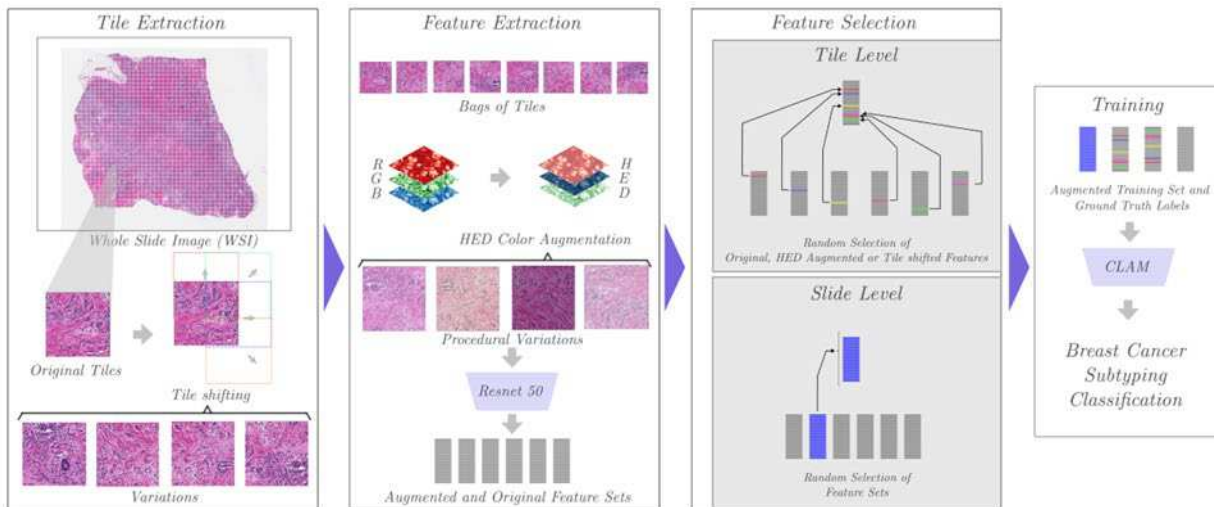 Tile Extraction
Whole Slide Image (WSI)
Original Tiles
Tile shifting
Variations
Feature Extraction
Bags of Tiles
R
G
B
H
E
D
HED Color Augmentation
Procedural Variations
Resnet 50
Augmented and Original Feature Sets
Feature Selection
Tile Level
Random Selection of
Original, HED Augmented or Tile shifted Features
Slide Level
Random Selection of
Feature Sets
Training
Augmented Training Set and
Ground Truth Labels
CLAM
Breast Cancer
Subtyping
Classification